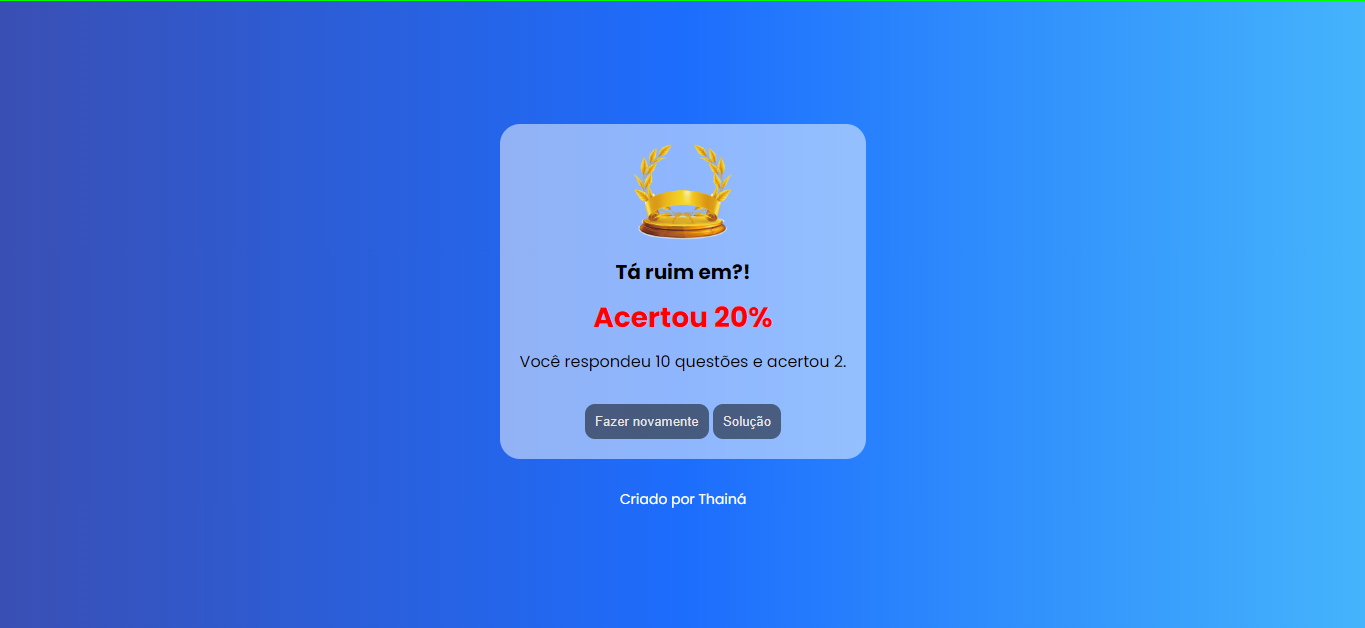 Tá ruim em?!
Acertou 20%
Você respondeu 10 questões e acertou 2.
Fazer novamente Solução
Criado por Thainá